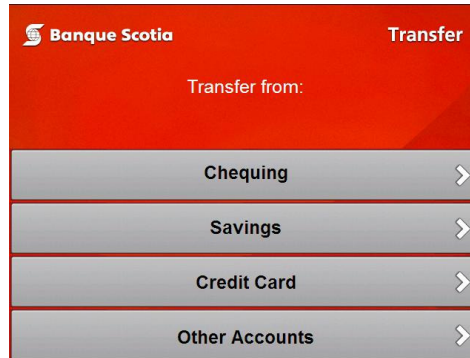 Banque Scotia
Transfer
Transfer from:
Chequing
Savings
Credit Card
Other Accounts